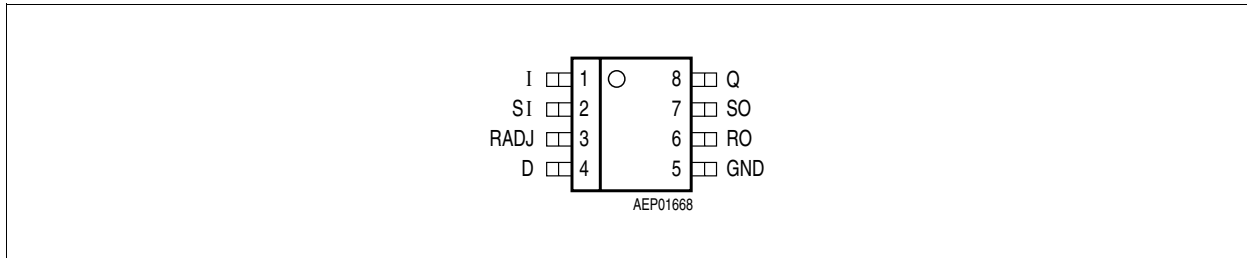 I 1 8 Q
SI 2 7 SO
RADJ 3 6 RO
D 4 5 GND
AEP01668